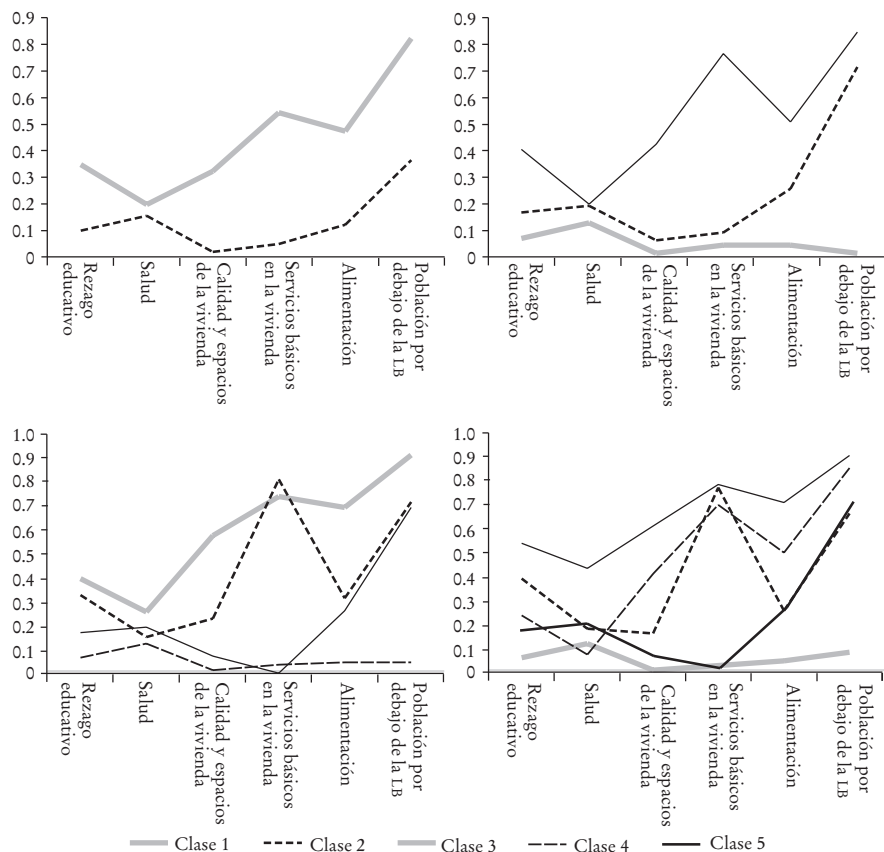 0.9
0.8
0.7
0.6
0.5
0.4
0.3
0.2
0.1
0
Rezago
educativo
Salud
Calidad y espacios
de la vivienda
Servicios básicos
en la vivienda
Alimentación
Población por
debajo de la LB
0.9
0.8
0.7
0.6
0.5
0.4
0.3
0.2
0.1
0
Rezago
educativo
Salud
Calidad y espacios
de la vivienda
Servicios básicos
en la vivienda
Alimentación
Población por
debajo de la LB
1.0
0.9
0.8
0.7
0.6
0.5
0.4
0.3
0.2
0.1
0
Rezago
educativo
Salud
Calidad y espacios
de la vivienda
Servicios básicos
en la vivienda
Alimentación
Población por
debajo de la LB
1.0
0.9
0.8
0.7
0.6
0.5
0.4
0.3
0.2
0.1
0
Rezago
educativo
Salud
Calidad y espacios
de la vivienda
Servicios básicos
en la vivienda
Alimentación
Población por
debajo de la LB
Clase 1 Clase 2 Clase 3 Clase 4 Clase 5